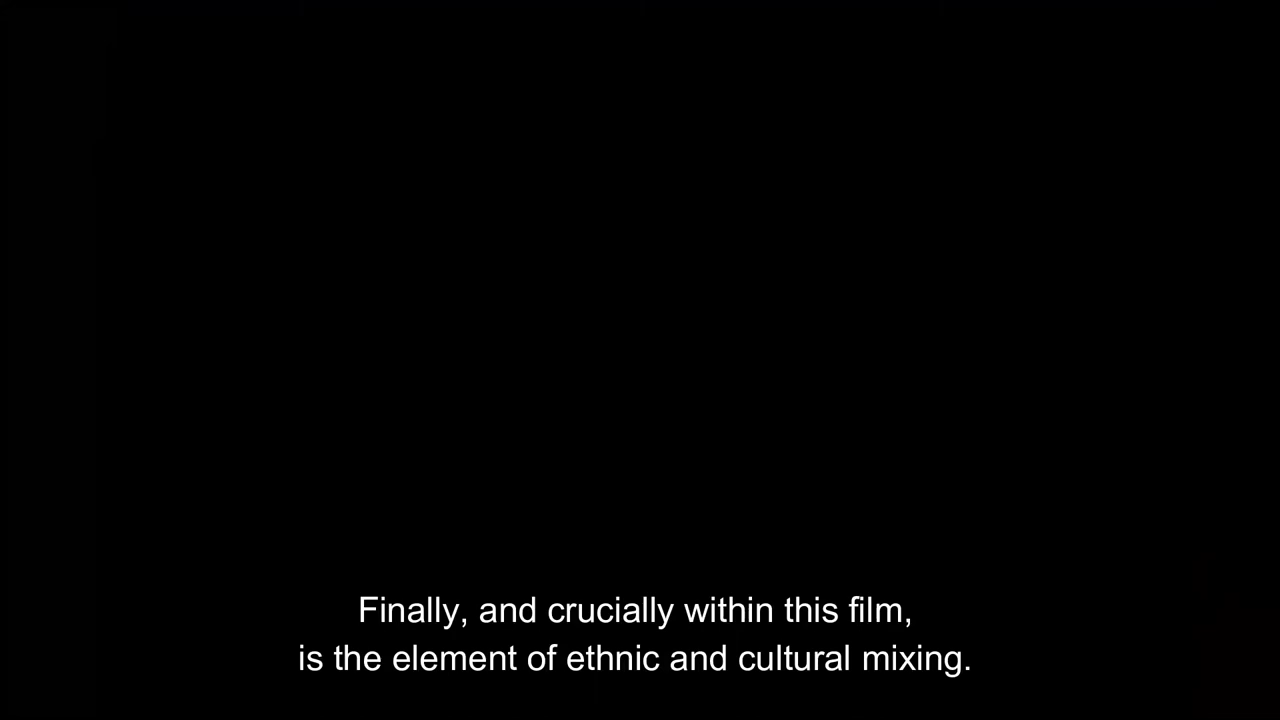 Finally, and crucially within this film,
is the element of ethnic and cultural mixing.